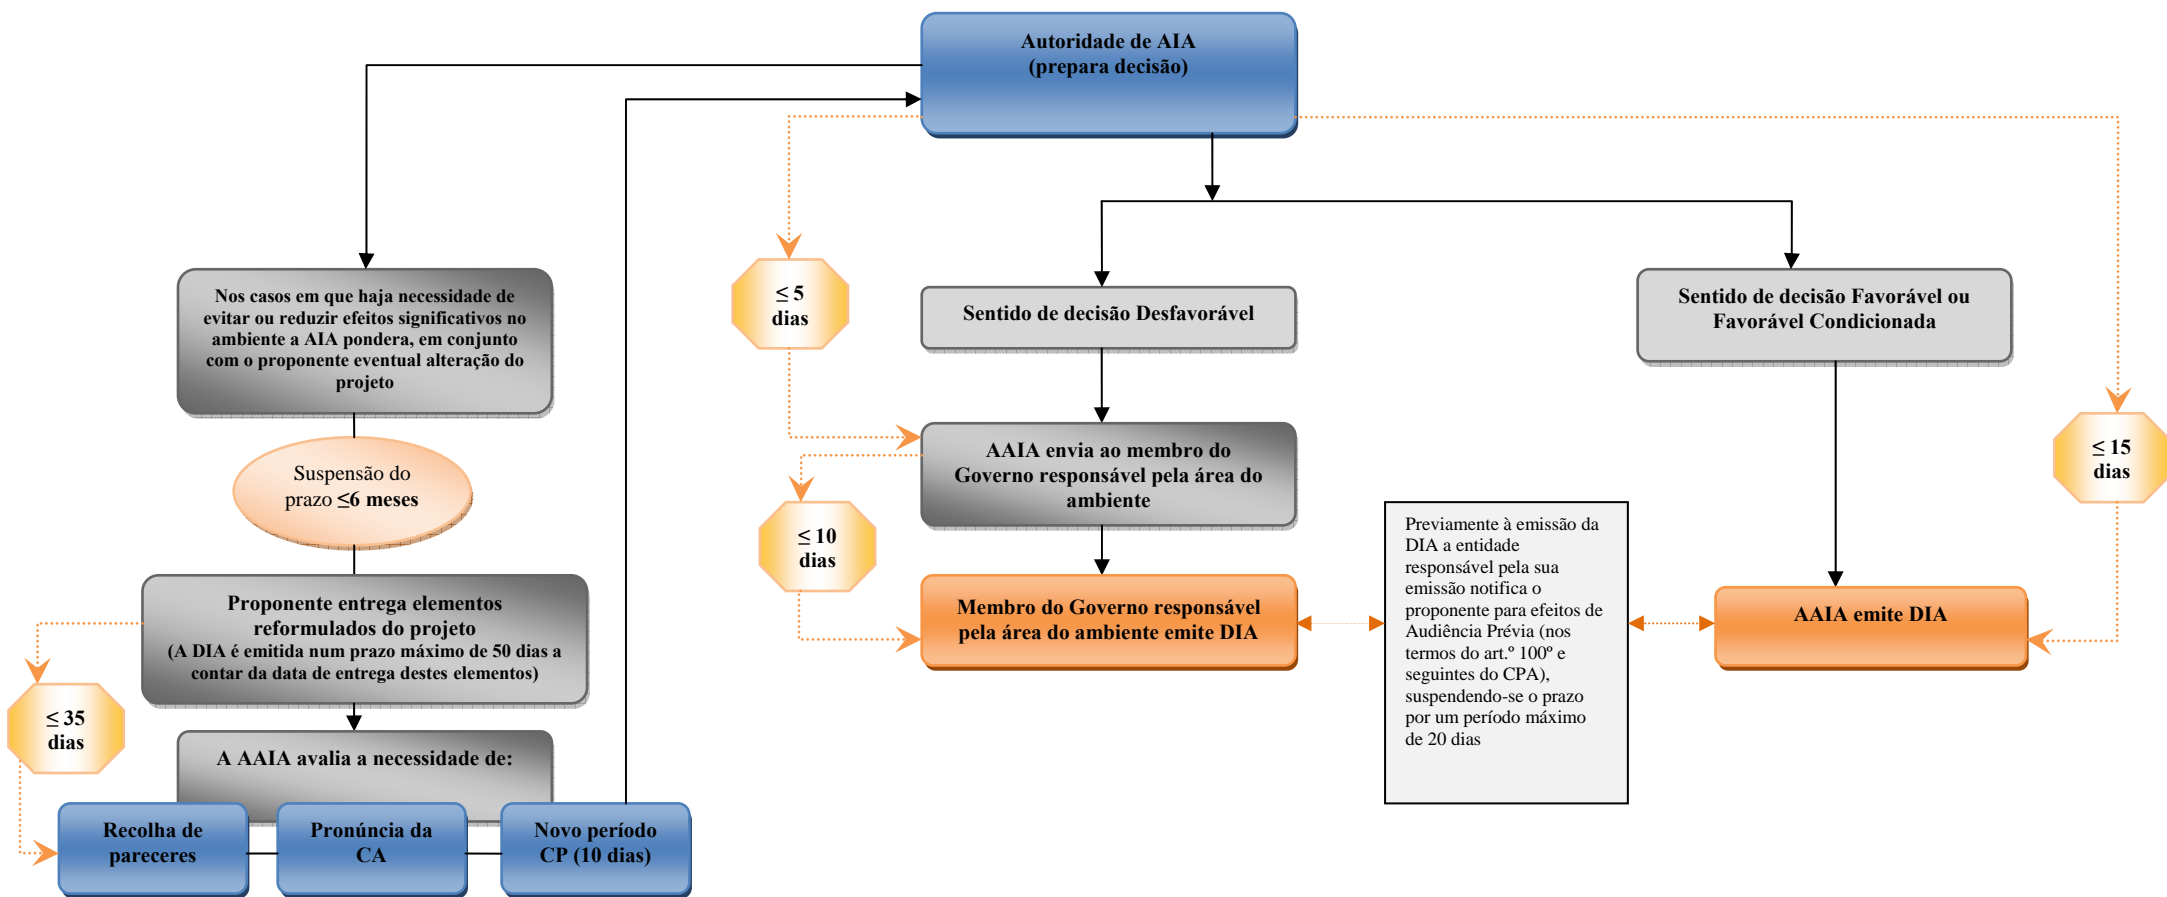 Autoridade de AIA
(prepara decisão)
Nos casos em que haja necessidade de
evitar ou reduzir efeitos significativos no
ambiente a AIA pondera, em conjunto
com o proponente eventual alteração do
projeto
≤ 5
dias
Sentido de decisão Desfavorável
Sentido de decisão Favorável ou
Favorável Condicionada
Suspensão do
prazo ≤6 meses
AAIA envia ao membro do
Governo responsável pela área do
ambiente
≤ 15
dias
≤ 10
dias
Proponente entrega elementos
reformulados do projeto
(A DIA é emitida num prazo máximo de 50 dias a
contar da data de entrega destes elementos)
Membro do Governo responsável
pela área do ambiente emite DIA
Previamente à emissão da
DIA a entidade
responsável pela sua
emissão notifica o
proponente para efeitos de
Audiência Prévia (nos
termos do art.º 100º e
seguintes do CPA),
suspendendo-se o prazo
por um período máximo
de 20 dias
AAIA emite DIA
≤ 35
dias
A AAIA avalia a necessidade de:
Recolha de
pareceres
Pronúncia da
CA
Novo período
CP (10 dias)